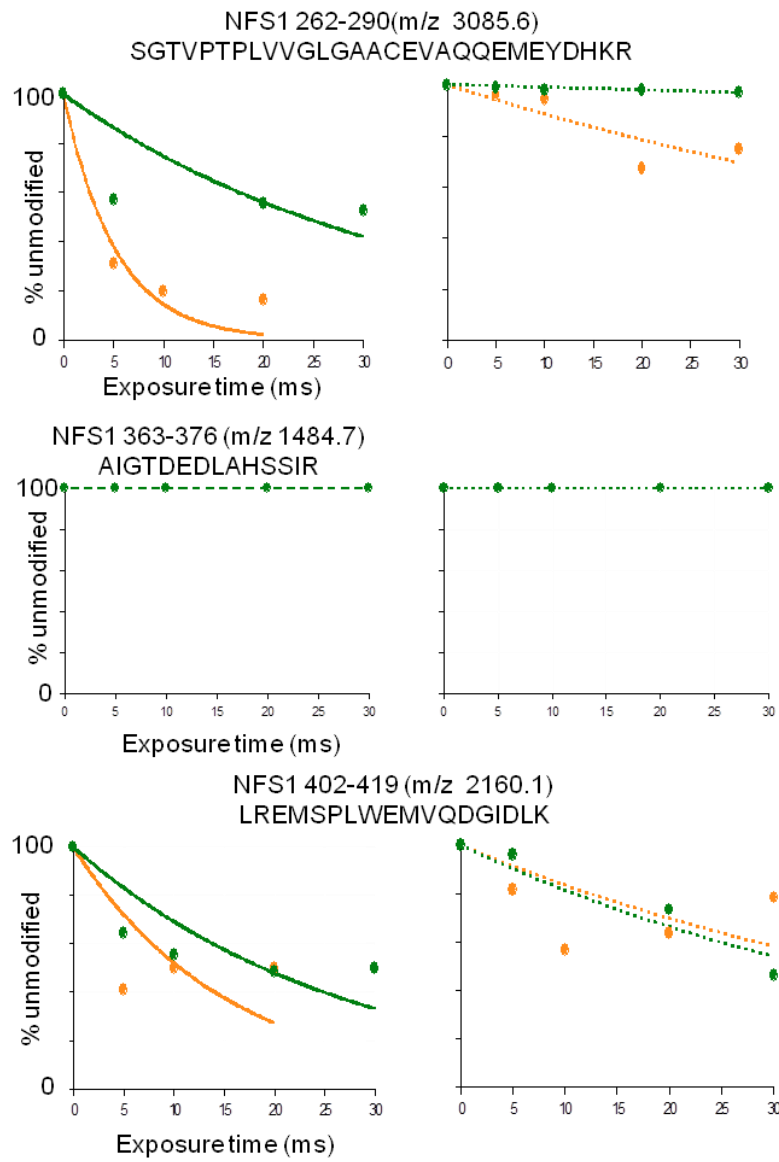 NFS1 262-290(m/z 3085.6)
SGTVPTPLVVGLGAACEVAQQEMEYDHKR
100
% unmodified
0
0 5 10 15 20 25 30
0 5 10 15 20 25 30
Exposure time (ms)
NFS1 363-376 (m/z 1484.7)
AIGTDEDLAHSSIR
100
% unmodified
0
0 5 10 15 20 25 30
0 5 10 15 20 25 30
Exposure time (ms)
NFS1 402-419 (m/z 2160.1)
LREMSPLWEMVQDGIDLK
100
% unmodified
0
0 5 10 15 20 25 30
0 5 10 15 20 25 30
Exposure time (ms)